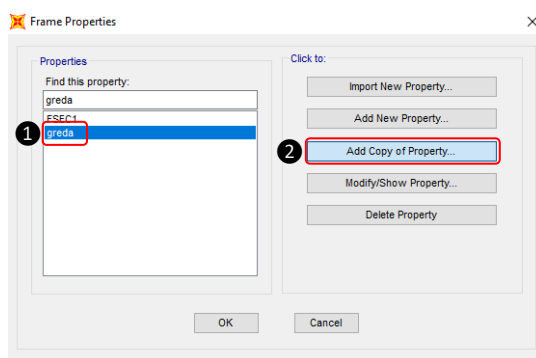 Frame Properties
Properties
Find this property:
greda
FSEC1
1 greda
Click to:
Import New Property...
Add New Property...
2 Add Copy of Property...
Modify/Show Property...
Delete Property
OK
Cancel